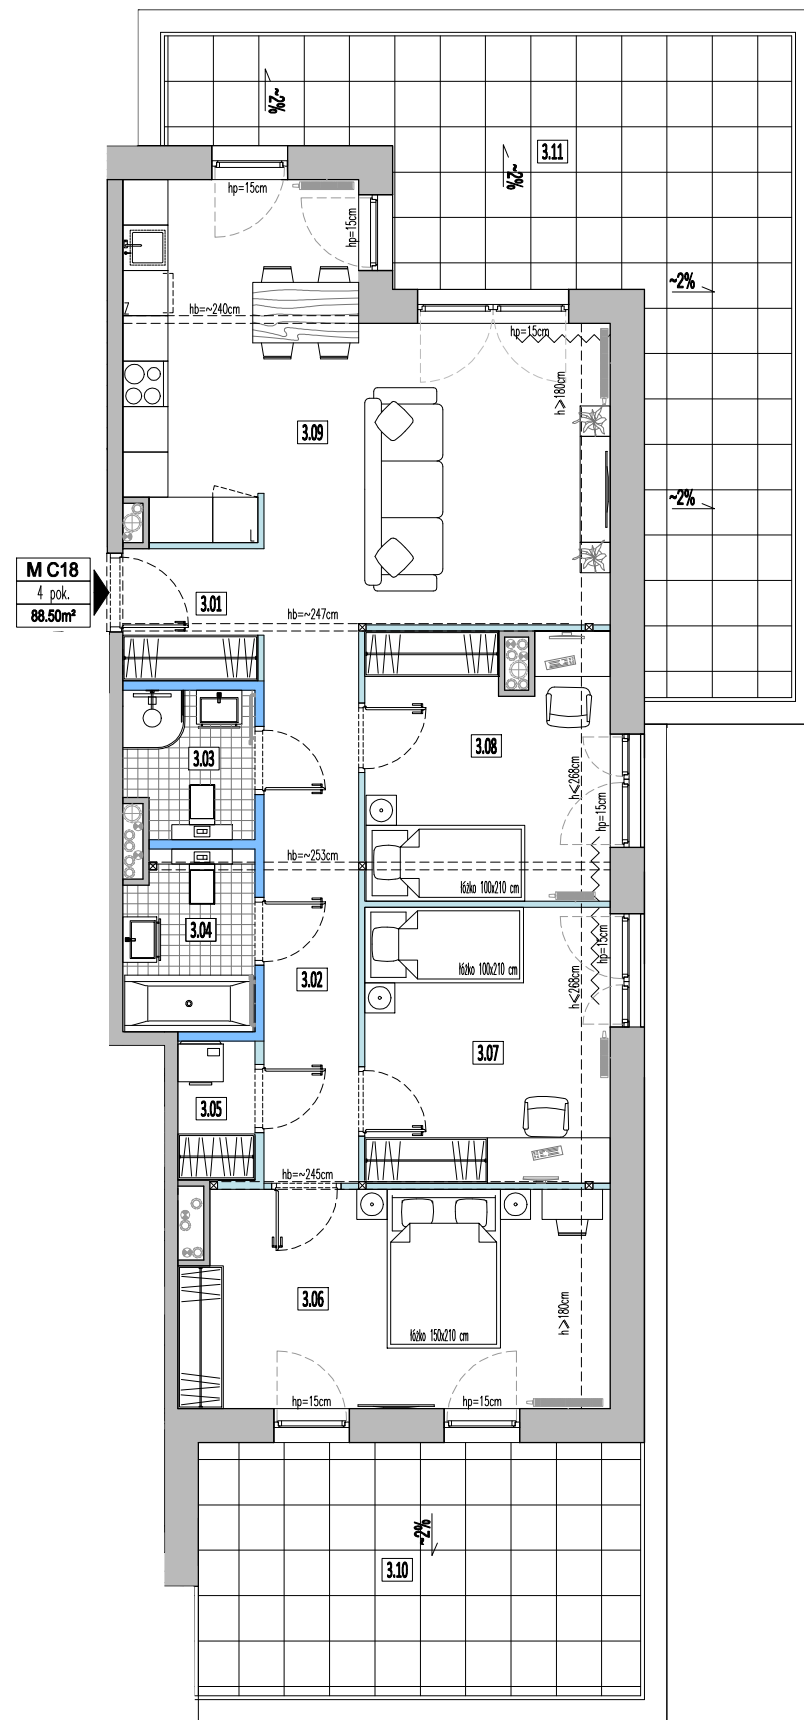 ~2%
3.11
~2%
hp=15cm
hp=15cm
~2%
hb=~240cm
hp=15cm
h⩾180cm
3.09
~2%
M C18
4 pok.
88.50m²
3.01
hb=~247cm
3.03
3.08
h⩽268cm
hp=15cm
hb=~253cm
łóżko 100x210 cm
3.04
hp=15cm
łóżko 100x210 cm
3.02
h⩽268cm
3.07
3.05
hb=~245cm
3.06
h⩾180cm
łóżko 150x210 cm
hp=15cm
hp=15cm
~2%
3.10